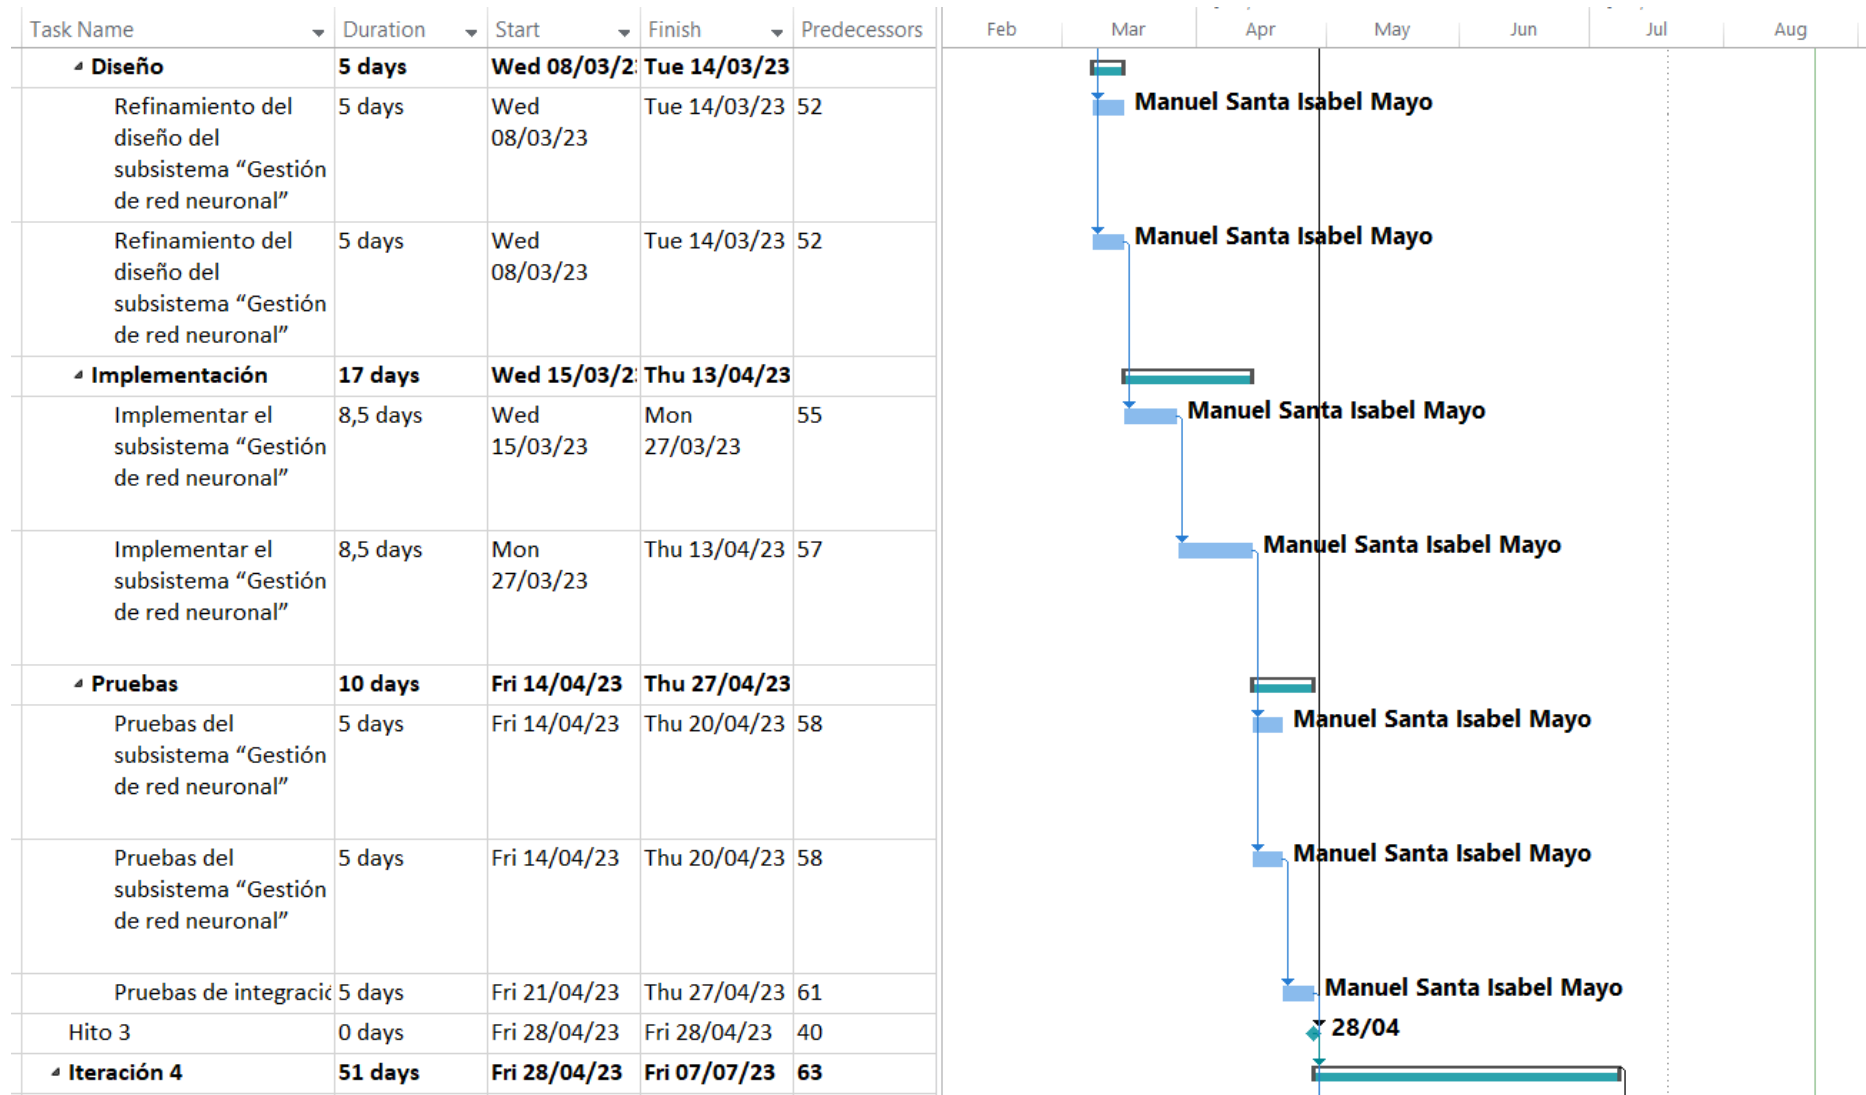 Task Name Duration Start Finish Predecessors Feb Mar Apr May Jun Jul Aug
Diseño 5 days Wed 08/03/2 Tue 14/03/23
Refinamiento del 5 days Wed Tue 14/03/23 52 Manuel Santa Isabel Mayo
diseño del 08/03/23
subsistema “Gestión
de red neuronal”
Refinamiento del 5 days Wed Tue 14/03/23 52 Manuel Santa Isabel Mayo
diseño del 08/03/23
subsistema “Gestión
de red neuronal”
Implementación 17 days Wed 15/03/2 Thu 13/04/23
Implementar el 8,5 days Wed Mon 55 Manuel Santa Isabel Mayo
subsistema “Gestión 15/03/23 27/03/23
de red neuronal”
Implementar el 8,5 days Mon Thu 13/04/23 57 Manuel Santa Isabel Mayo
subsistema “Gestión 27/03/23
de red neuronal”
Pruebas 10 days Fri 14/04/23 Thu 27/04/23
Pruebas del 5 days Fri 14/04/23 Thu 20/04/23 58 Manuel Santa Isabel Mayo
subsistema “Gestión
de red neuronal”
Pruebas del 5 days Fri 14/04/23 Thu 20/04/23 58 Manuel Santa Isabel Mayo
subsistema “Gestión
de red neuronal”
Pruebas de integració 5 days Fri 21/04/23 Thu 27/04/23 61 Manuel Santa Isabel Mayo
Hito 3 0 days Fri 28/04/23 Fri 28/04/23 40 28/04
Iteración 4 51 days Fri 28/04/23 Fri 07/07/23 63